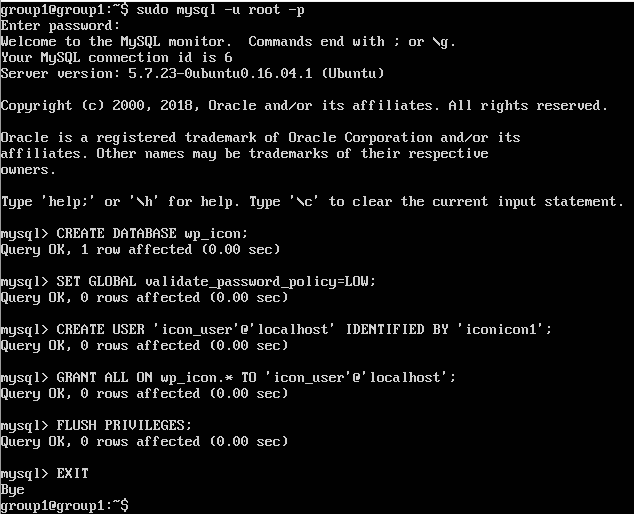 group1@group1:~$ sudo mysql -u root -p
Enter password:
Welcome to the MySQL monitor.  Commands end with ; or \g.
Your MySQL connection id is 6
Server version: 5.7.23-0ubuntu0.16.04.1 (Ubuntu)
Copyright (c) 2000, 2018, Oracle and/or its affiliates. All rights reserved.
Oracle is a registered trademark of Oracle Corporation and/or its
affiliates. Other names may be trademarks of their respective
owners.
Type 'help;' or '\h' for help. Type '\c' to clear the current input statement.
mysql> CREATE DATABASE wp_icon;
Query OK, 1 row affected (0.00 sec)
mysql> SET GLOBAL validate_password_policy=LOW;
Query OK, 0 rows affected (0.00 sec)
mysql> CREATE USER 'icon_user'@'localhost' IDENTIFIED BY 'iconicon1';
Query OK, 0 rows affected (0.00 sec)
mysql> GRANT ALL ON wp_icon.* TO 'icon_user'@'localhost';
Query OK, 0 rows affected (0.00 sec)
mysql> FLUSH PRIVILEGES;
Query OK, 0 rows affected (0.00 sec)
mysql> EXIT
Bye
group1@group1:~$